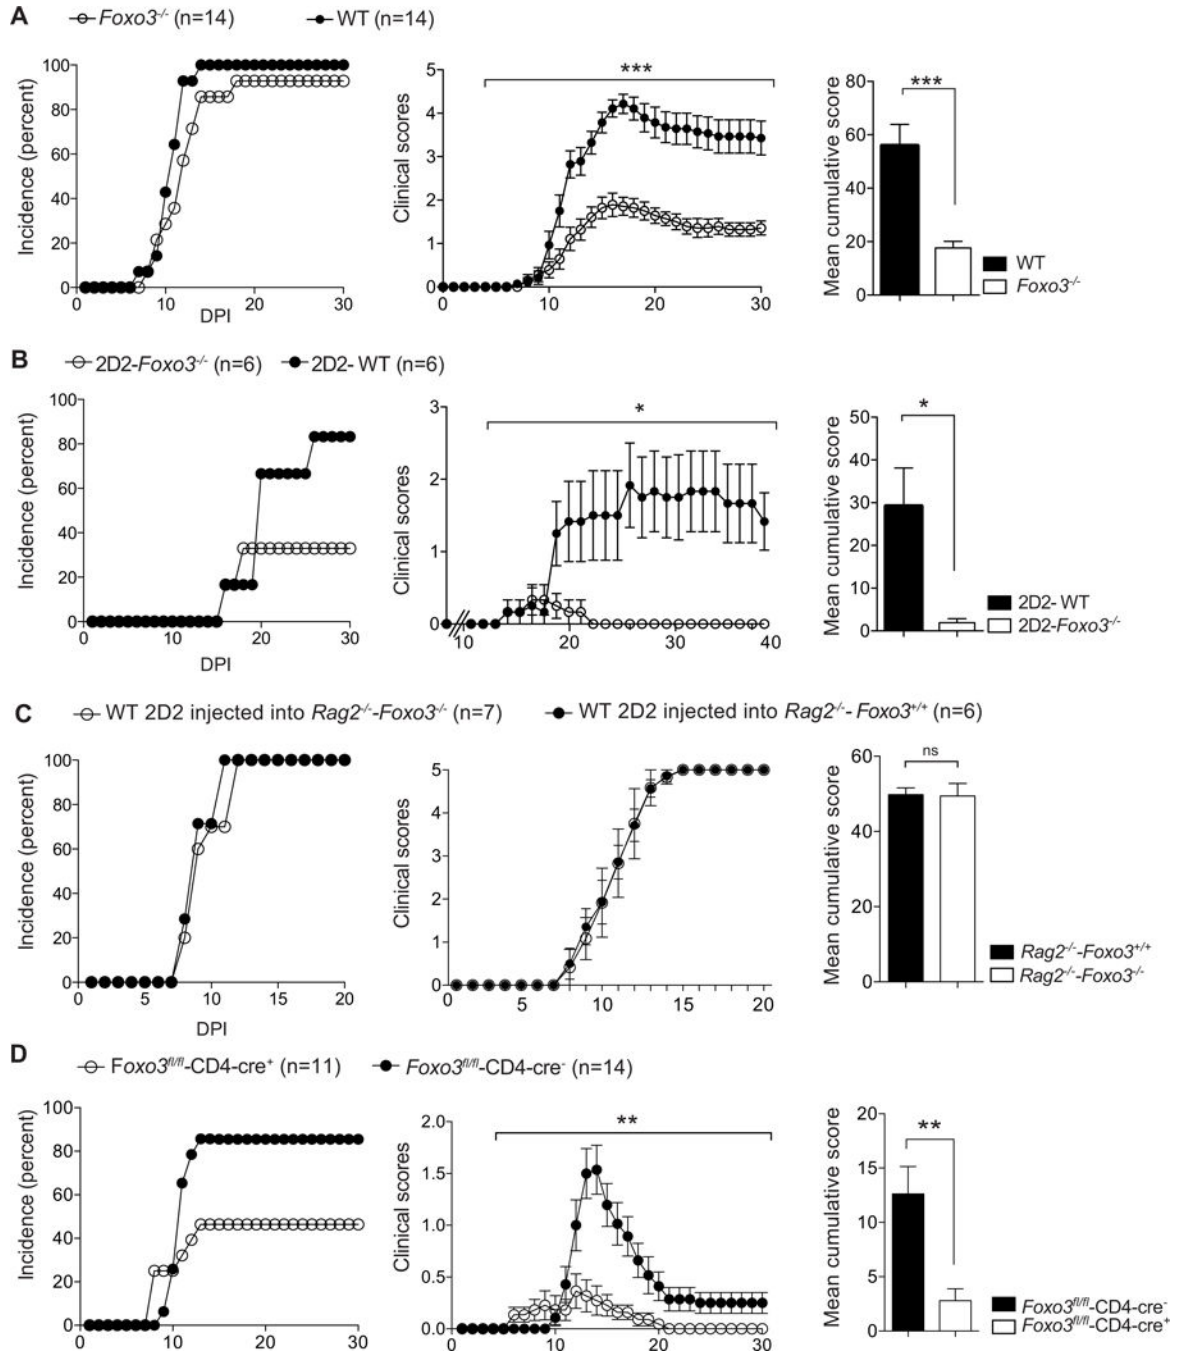 A
Foxo3-/- (n=14)
WT (n=14)
Incidence (percent)
100
80
60
40
20
0
0
10
20
30
DPI
Clinical scores
5
4
3
2
1
0
0
10
20
30
***
Mean cumulative score
80
60
40
20
0
***
WT
Foxo3-/-
B
2D2-Foxo3-/- (n=6)
2D2- WT (n=6)
Incidence (percent)
100
80
60
40
20
0
0
10
20
30
DPI
Clinical scores
3
2
1
0
10
20
30
40
*
Mean cumulative score
50
40
30
20
10
0
*
2D2- WT
2D2-Foxo3-/-
C
WT 2D2 injected into Rag2-/--Foxo3-/- (n=7)
WT 2D2 injected into Rag2-/-- Foxo3+/+ (n=6)
Incidence (percent)
100
80
60
40
20
0
5
10
15
20
DPI
Clinical scores
5
4
3
2
1
0
0
5
10
15
20
Mean cumulative score
60
40
20
0
ns
Rag2-/--Foxo3+/+
Rag2-/--Foxo3-/-
D
Foxo3fl/fl-CD4-cre+ (n=11)
Foxo3fl/fl-CD4-cre- (n=14)
Incidence (percent)
100
80
60
40
20
0
0
10
20
30
Clinical scores
2.0
1.5
1.0
0.5
0.0
0
10
20
30
**
Mean cumulative score
20
15
10
5
0
**
Foxo3fl/fl-CD4-cre-
Foxo3fl/fl-CD4-cre+